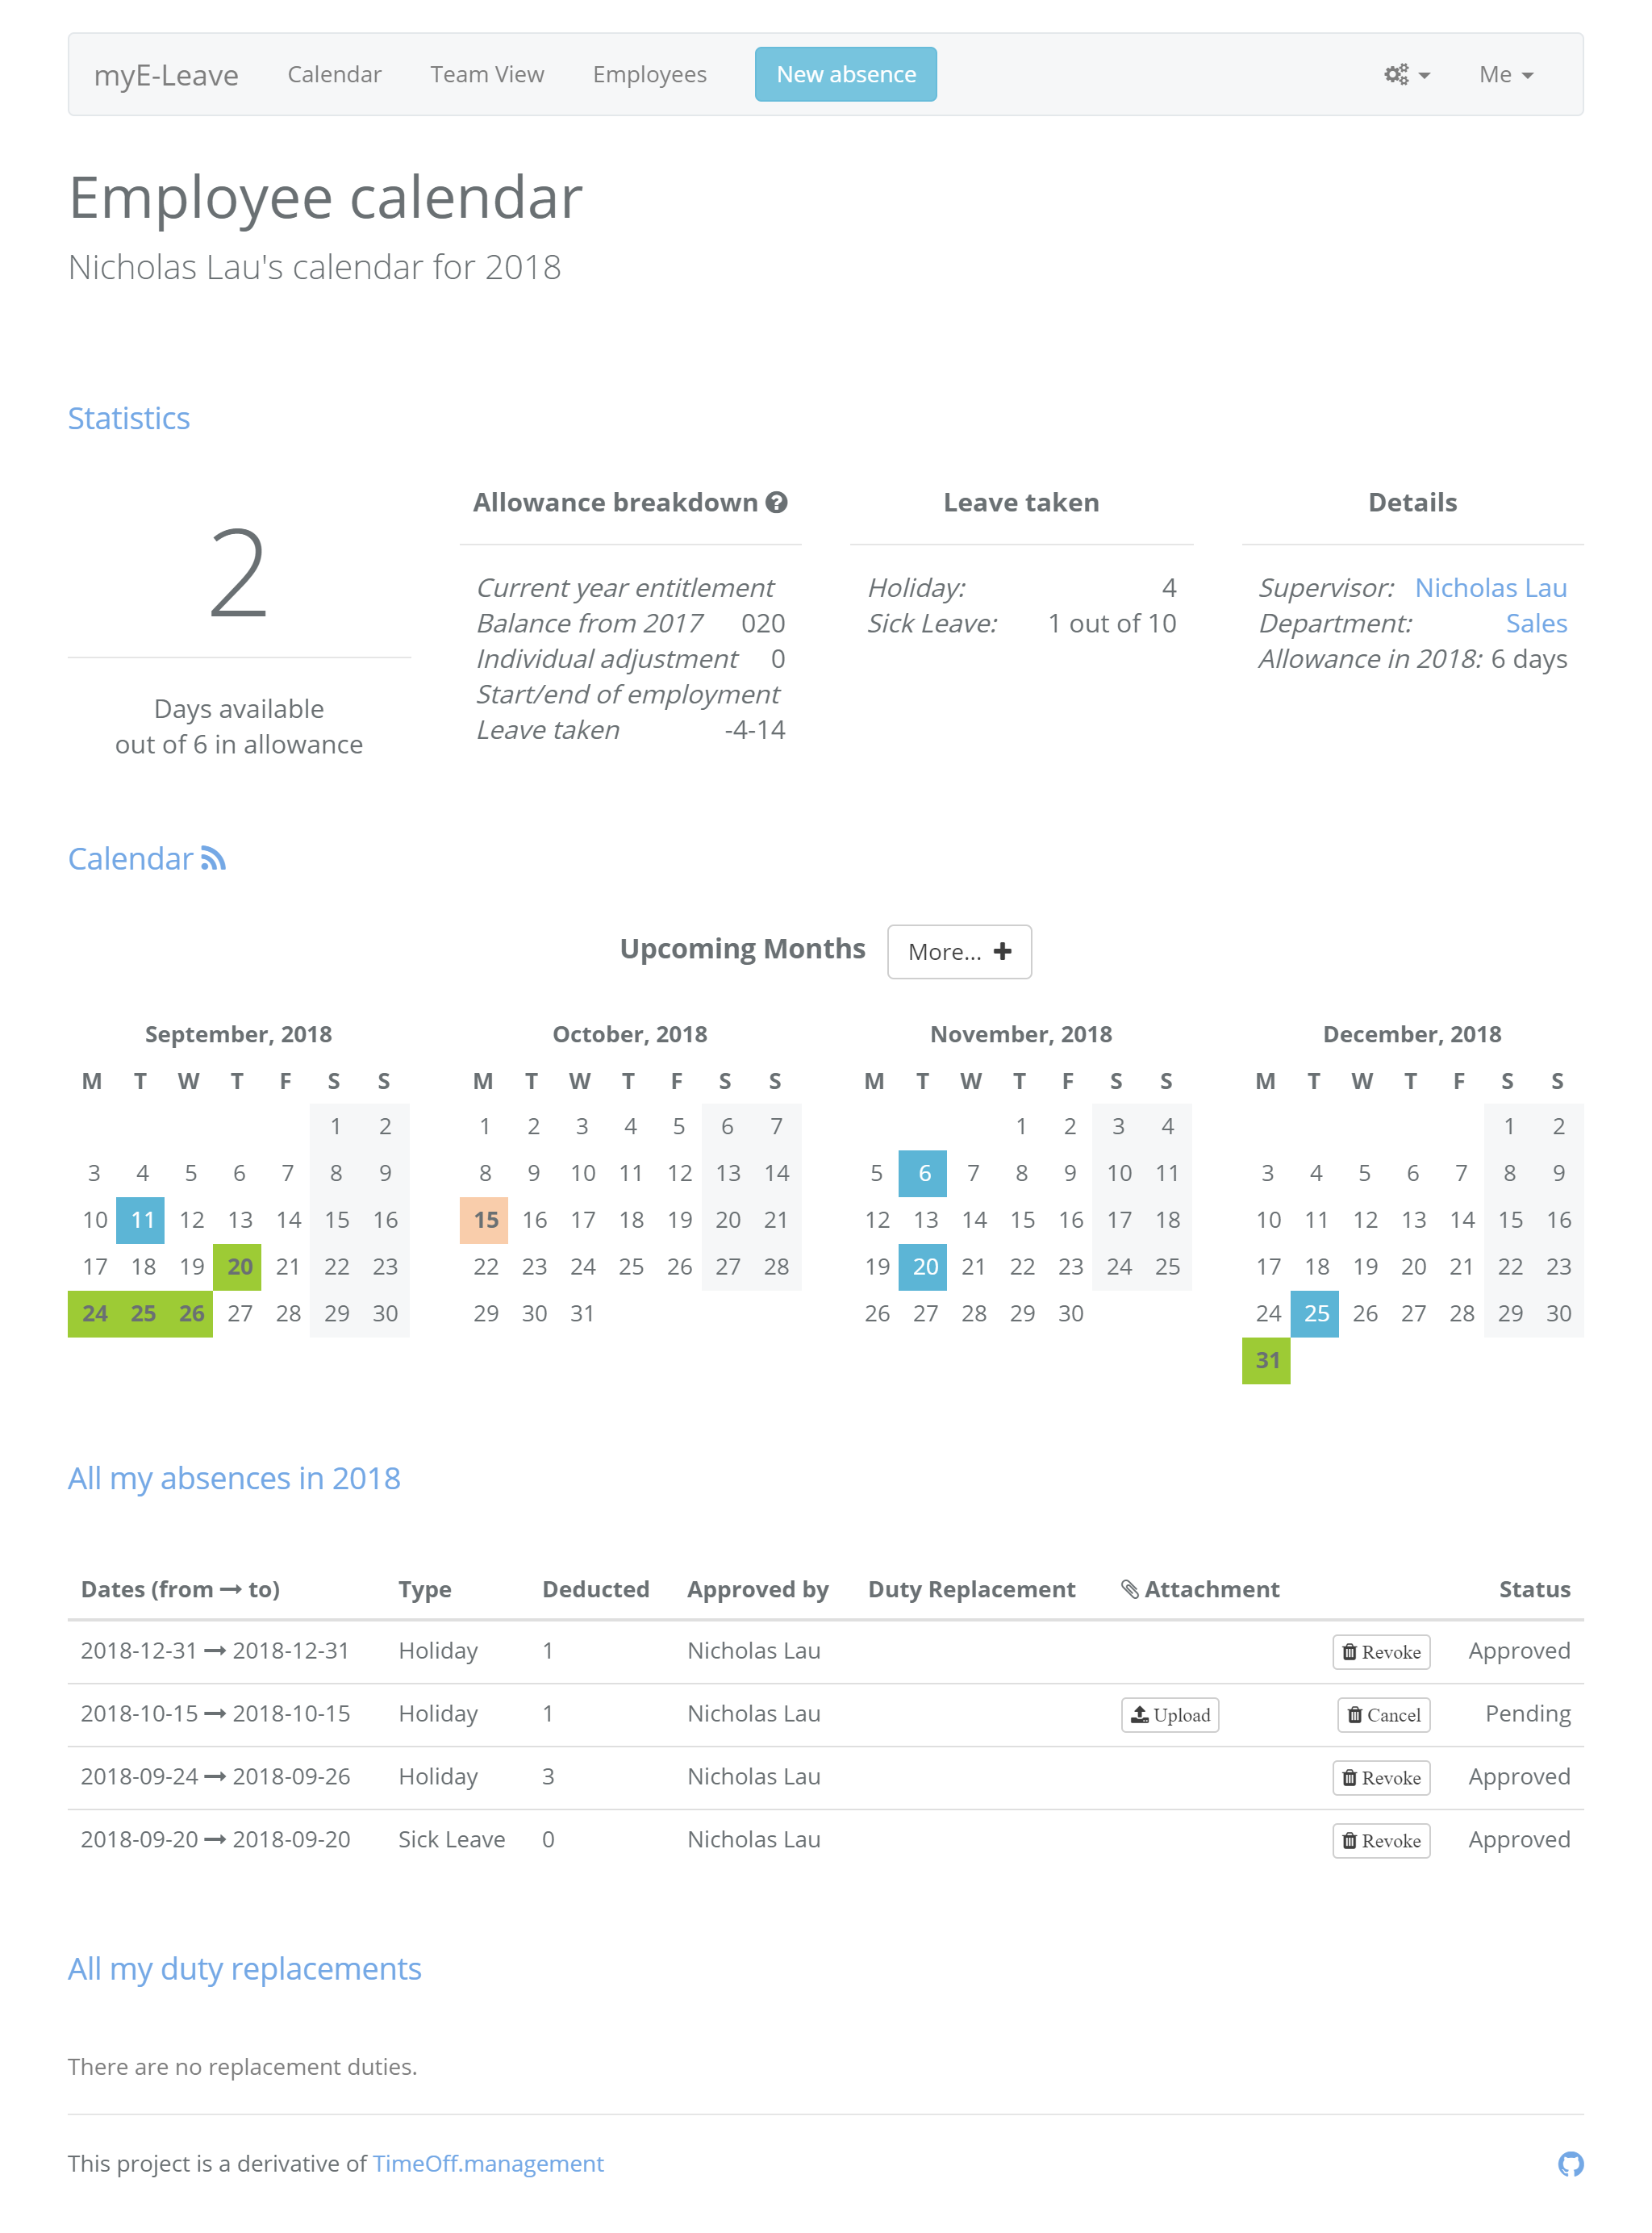 myE-Leave Calendar Team View Employees New absence Me
Employee calendar
Nicholas Lau's calendar for 2018
Statistics
2
Days available
out of 6 in allowance
Allowance breakdown
Current year entitlement
Balance from 2017 020
Individual adjustment 0
Start/end of employment
Leave taken -4-14
Leave taken
Holiday: 4
Sick Leave: 1 out of 10
Details
Supervisor: Nicholas Lau
Department: Sales
Allowance in 2018: 6 days
Calendar
Upcoming Months More...
September, 2018
M T W T F S S
1 2
3 4 5 6 7 8 9
10 11 12 13 14 15 16
17 18 19 20 21 22 23
24 25 26 27 28 29 30
October, 2018
M T W T F S S
1 2 3 4 5 6 7
8 9 10 11 12 13 14
15 16 17 18 19 20 21
22 23 24 25 26 27 28
29 30 31
November, 2018
M T W T F S S
1 2 3 4
5 6 7 8 9 10 11
12 13 14 15 16 17 18
19 20 21 22 23 24 25
26 27 28 29 30
December, 2018
M T W T F S S
1 2
3 4 5 6 7 8 9
10 11 12 13 14 15 16
17 18 19 20 21 22 23
24 25 26 27 28 29 30
31
All my absences in 2018
Dates (from → to) Type Deducted Approved by Duty Replacement Attachment Status
2018-12-31 → 2018-12-31 Holiday 1 Nicholas Lau Revoke Approved
2018-10-15 → 2018-10-15 Holiday 1 Nicholas Lau Upload Cancel Pending
2018-09-24 → 2018-09-26 Holiday 3 Nicholas Lau Revoke Approved
2018-09-20 → 2018-09-20 Sick Leave 0 Nicholas Lau Revoke Approved
All my duty replacements
There are no replacement duties.
This project is a derivative of TimeOff.management